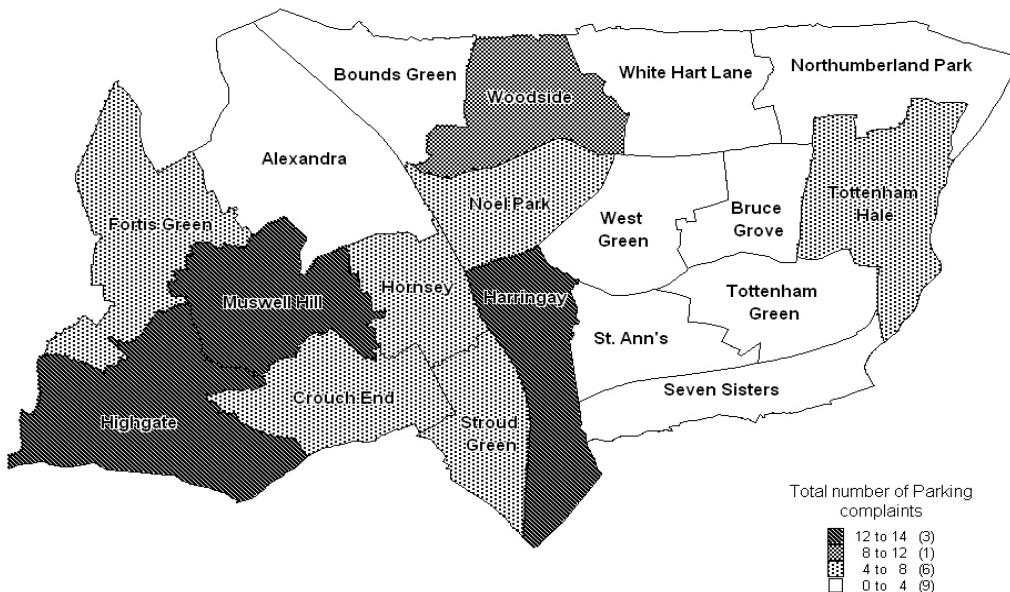 Northumberland Park
White Hart Lane
Bounds Green
Woodside
Alexandra
Tottenham
Hale
Noel Park
Bruce
Grove
West
Green
Fortis Green
Hornsey
Harringay
Muswell Hill
Tottenham
Green
St. Ann's
Seven Sisters
Crouch End
Highgate
Stroud
Green
Total number of Parking
complaints
12 to 14 (3)
8 to 12 (1)
4 to 8 (6)
0 to 4 (9)